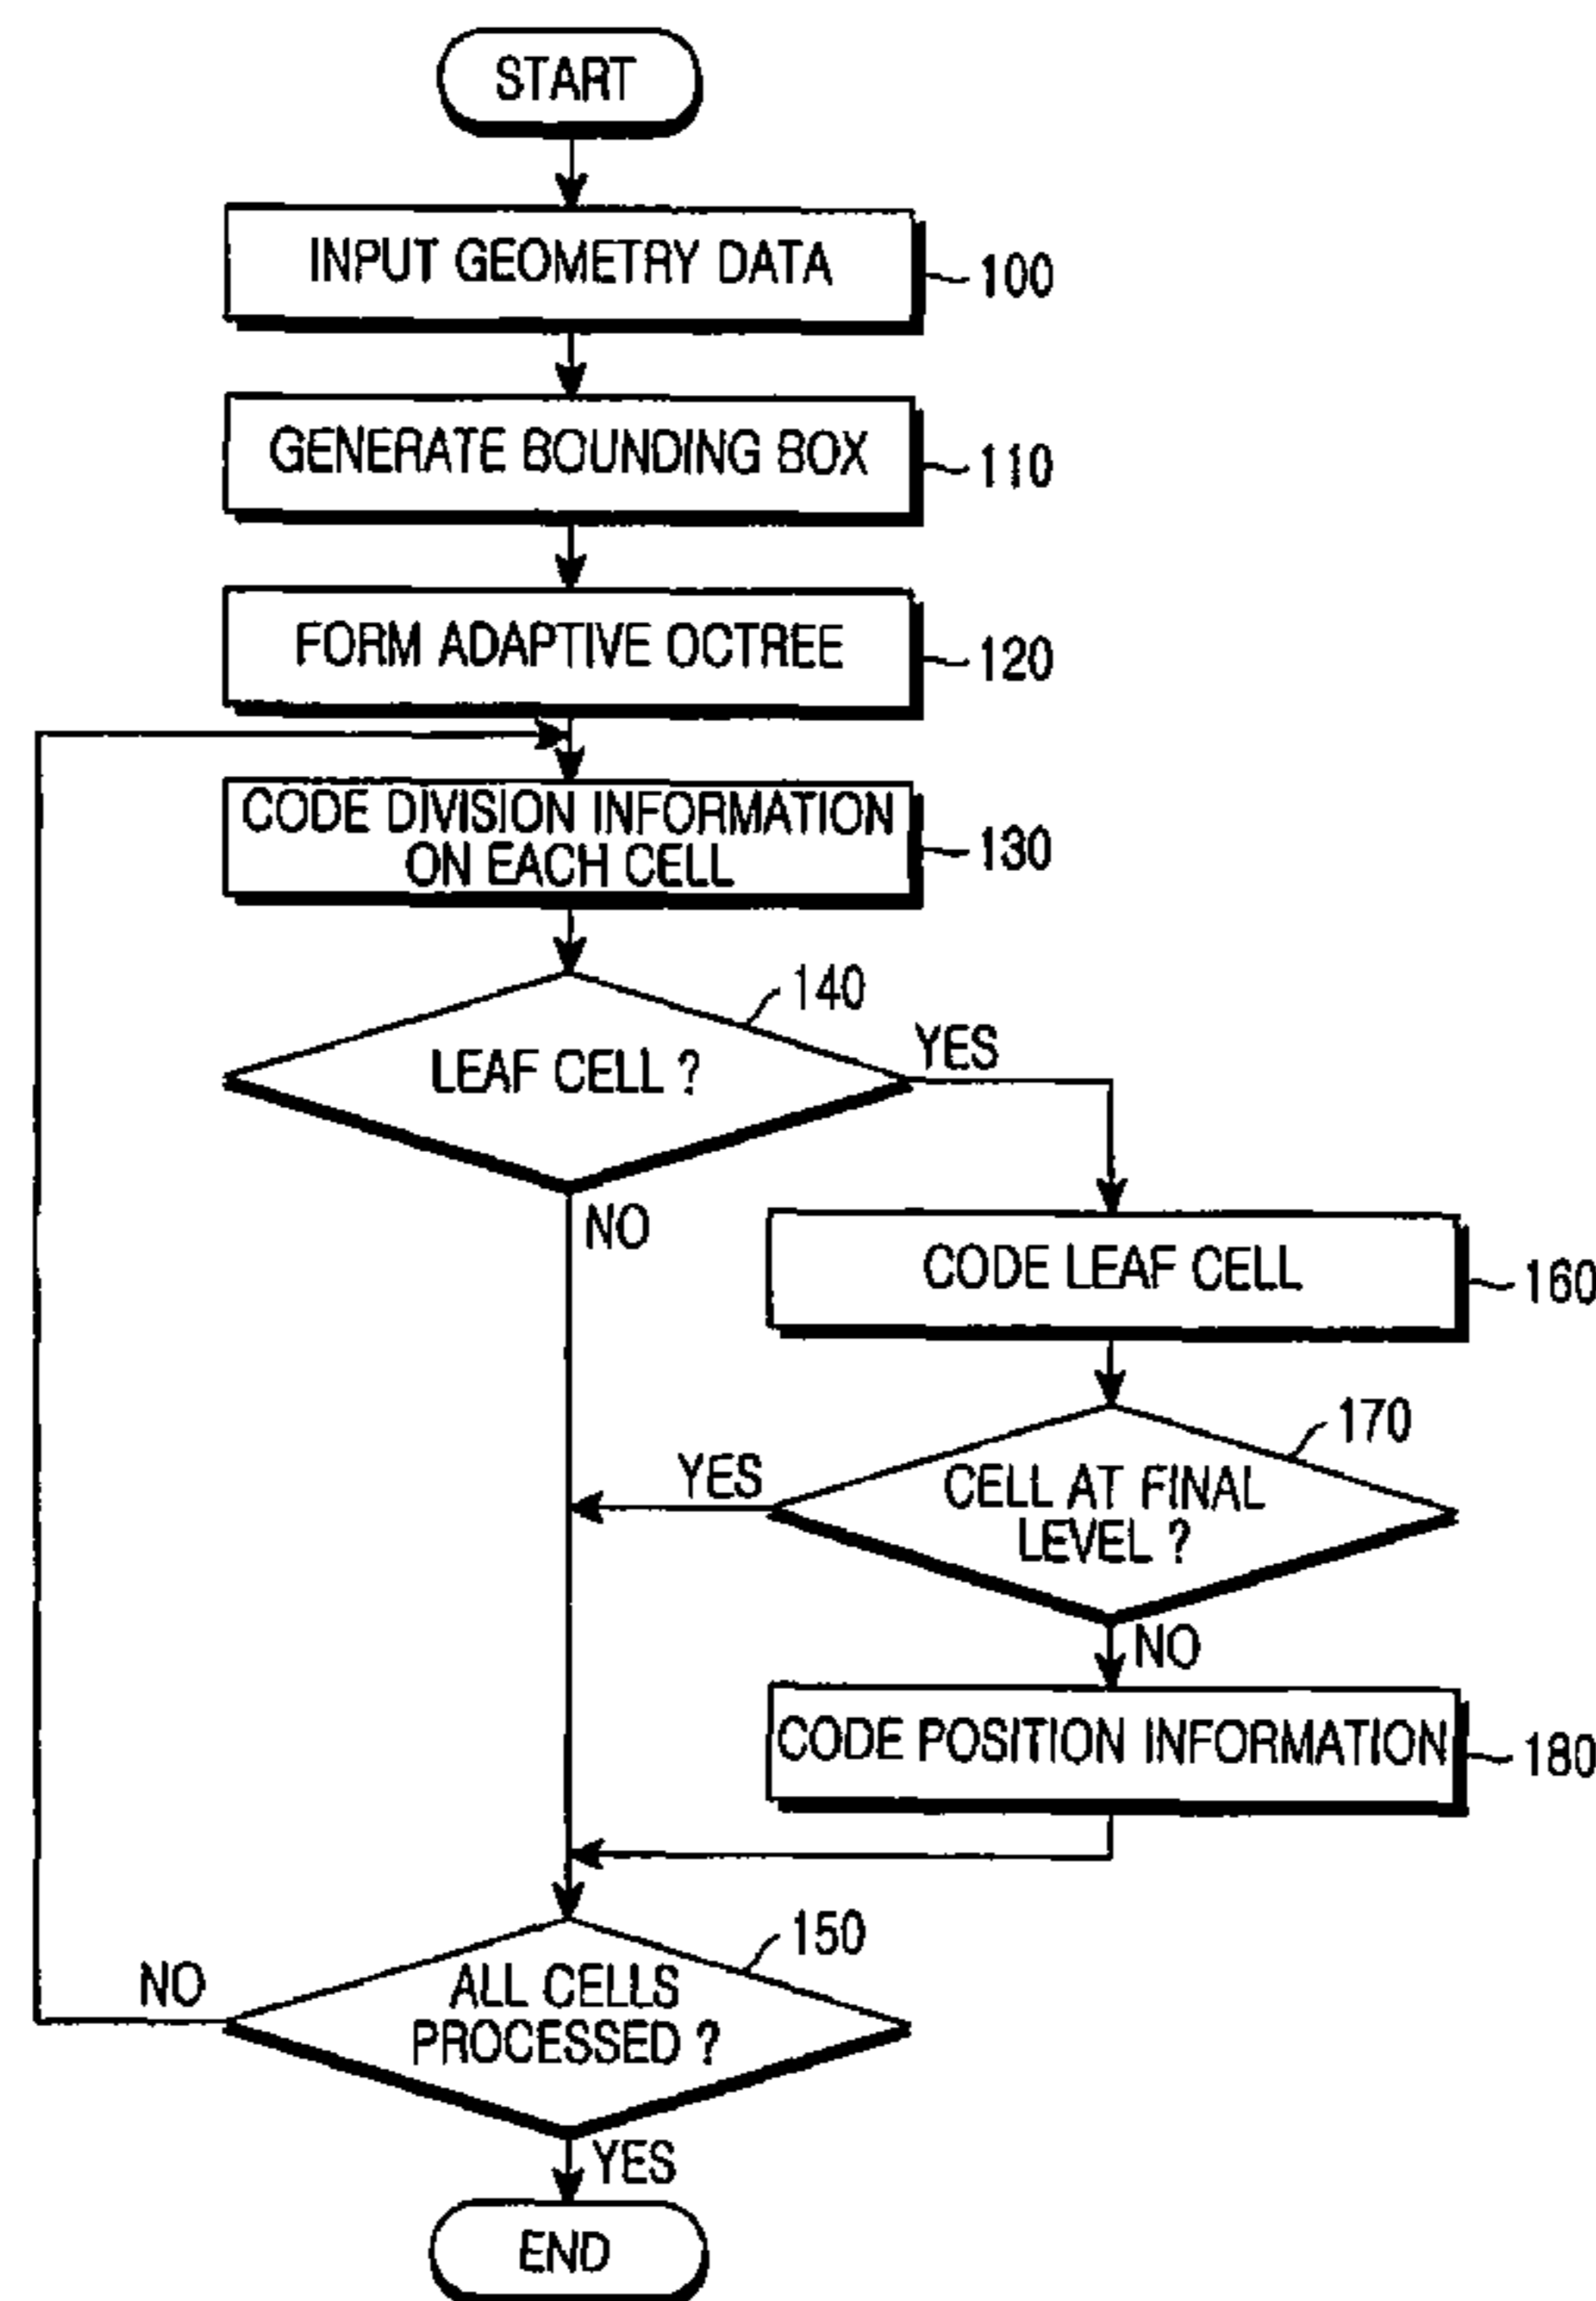 START
INPUT GEOMETRY DATA
100
GENERATE BOUNDING BOX
110
FORM ADAPTIVE OCTREE
120
CODE DIVISION INFORMATION
ON EACH CELL
130
140
LEAF CELL ?
YES
NO
CODE LEAF CELL
160
170
CELL AT FINAL
LEVEL ?
YES
NO
CODE POSITION INFORMATION
180
150
ALL CELLS
PROCESSED ?
NO
YES
END